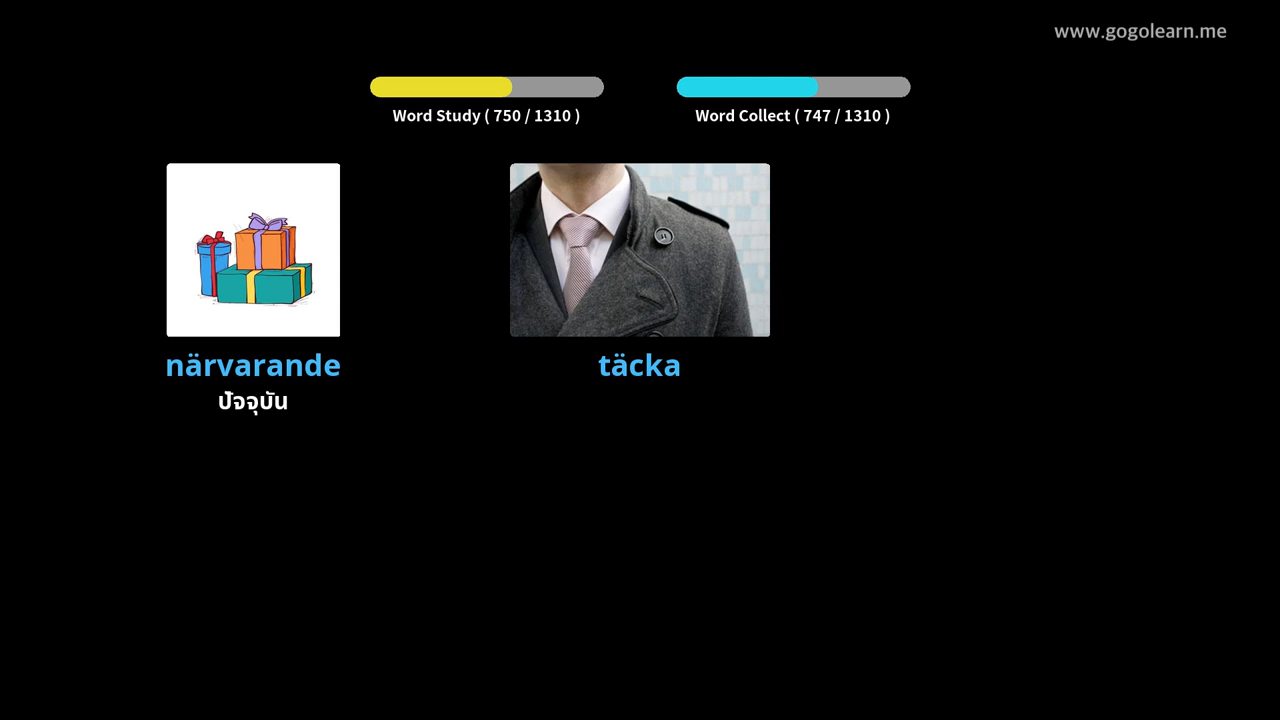 www.gogolearn.me
Word Study ( 750 / 1310 )
Word Collect ( 747 / 1310 )
närvarande
ปัจจุบัน
täcka